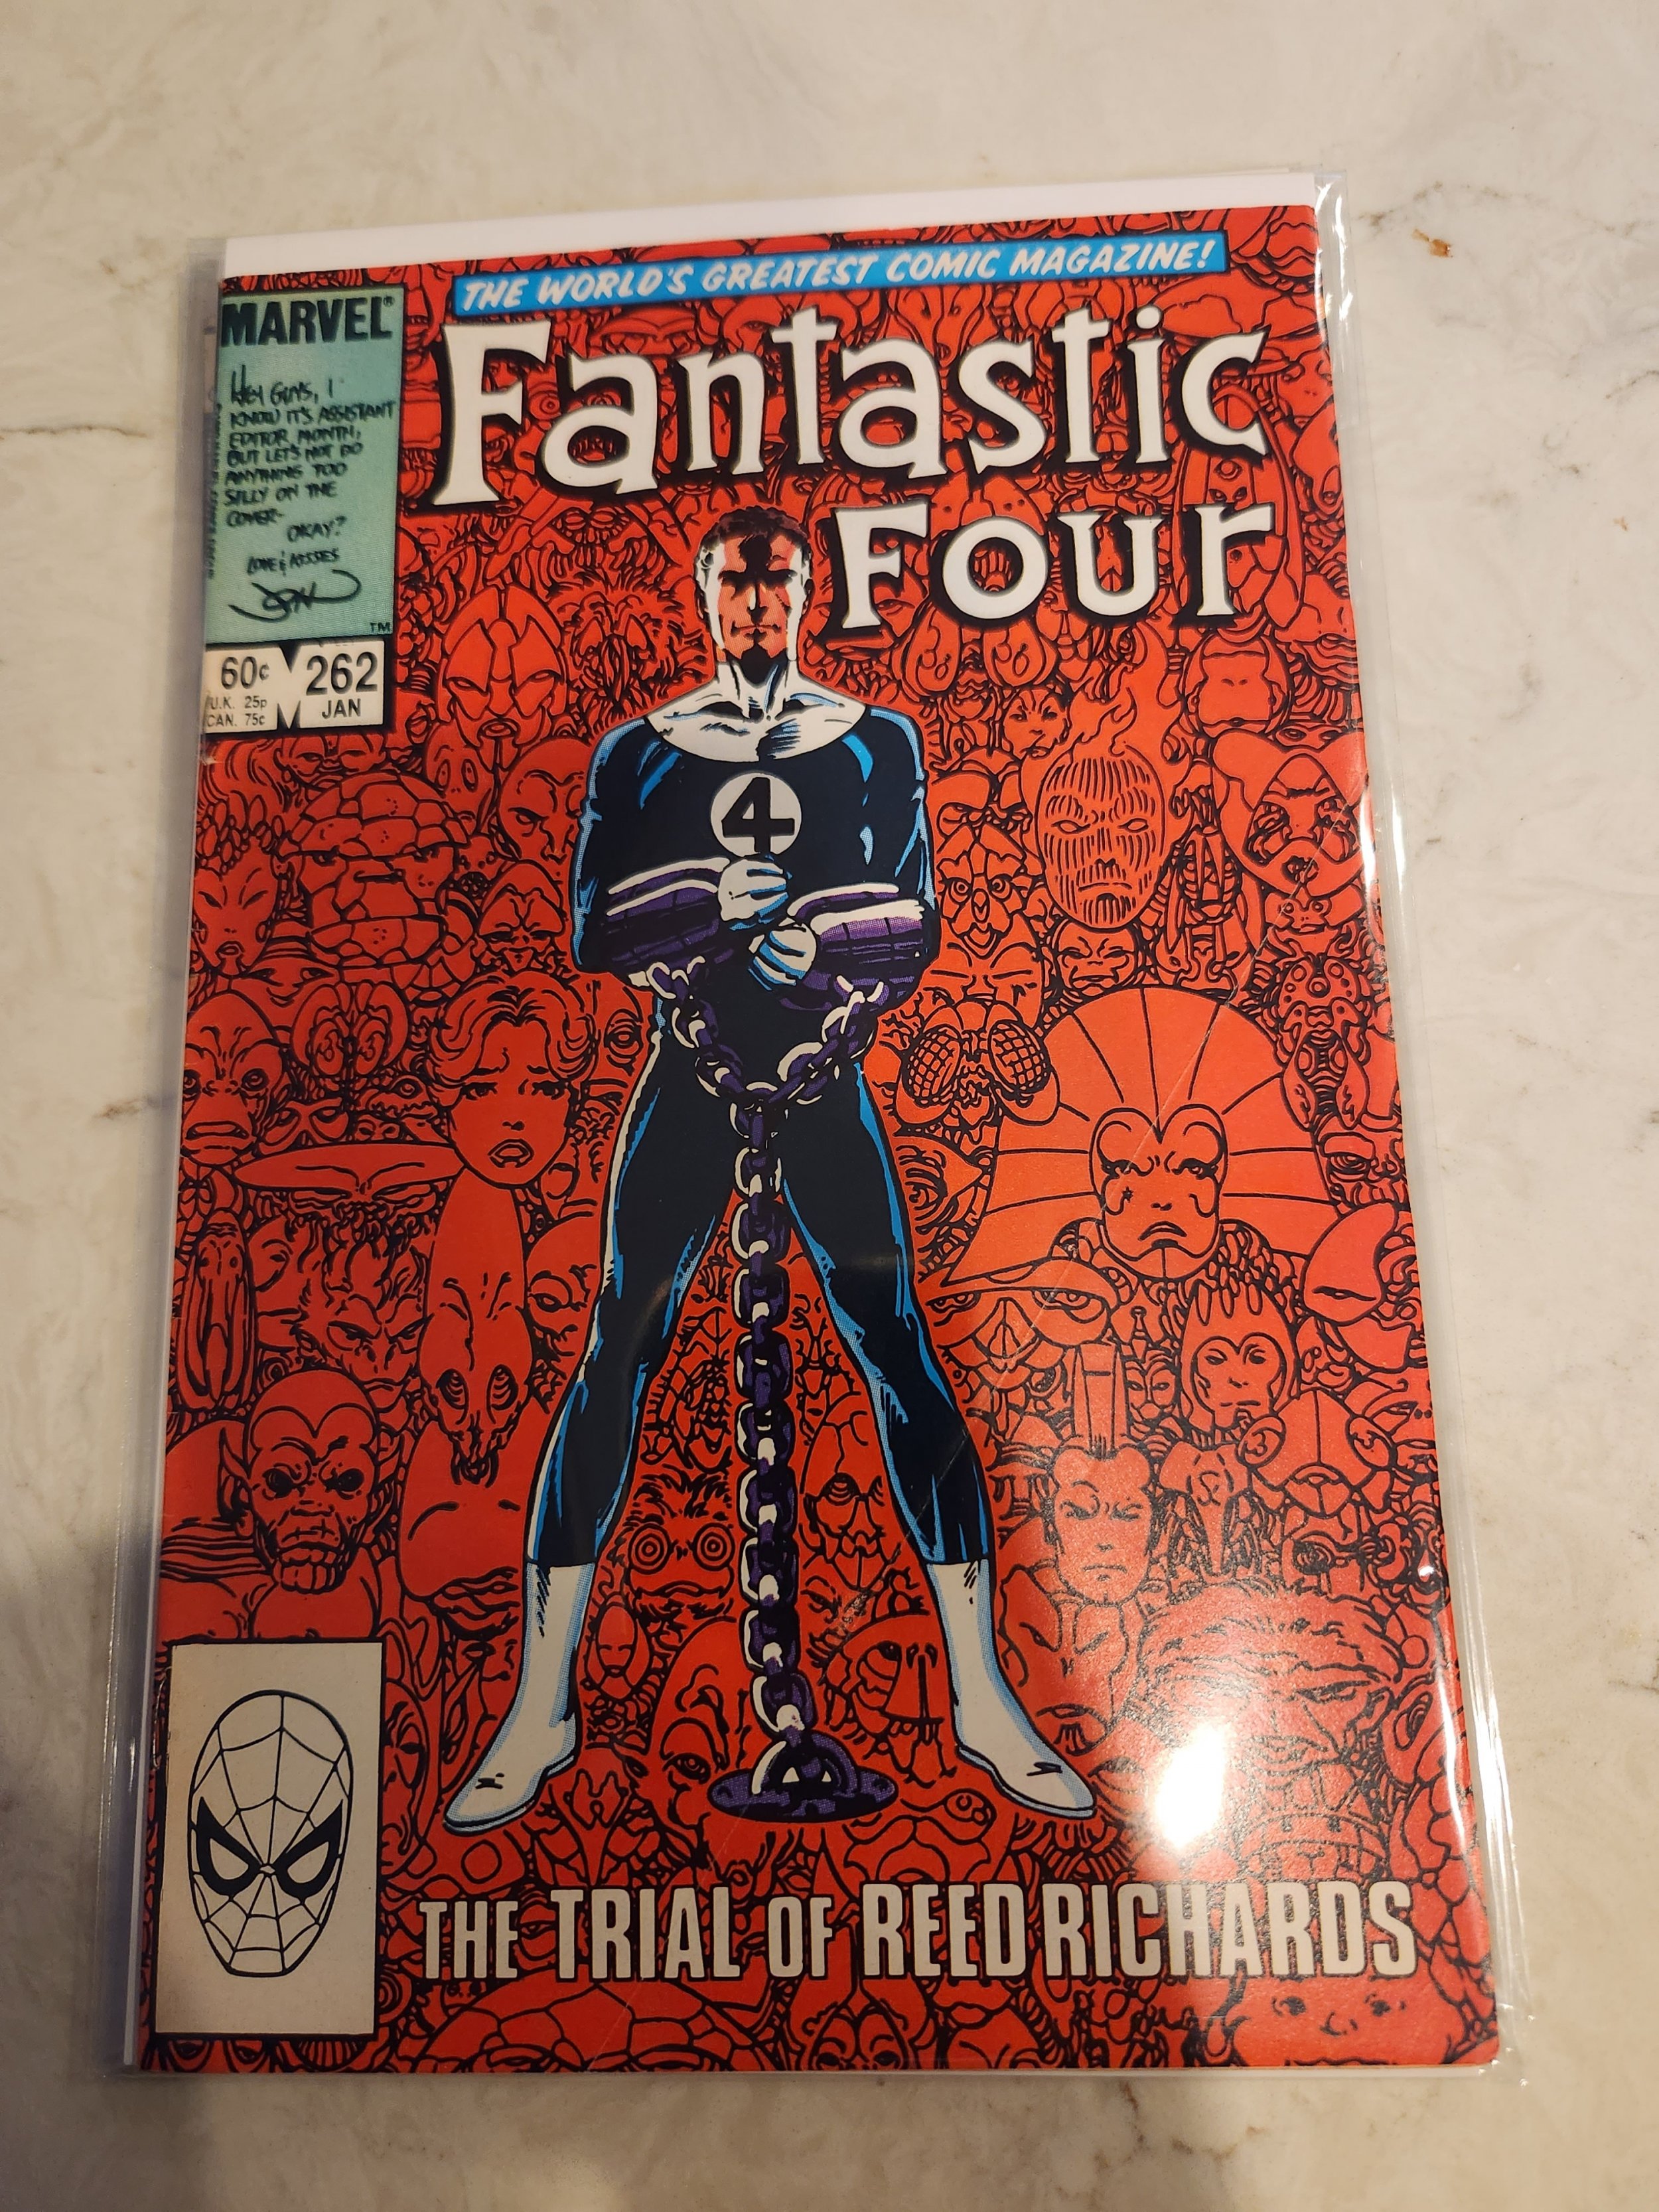 THE WORLD'S GREATEST COMIC MAGAZINE!
MARVEL®
Fantastic
Four
HEY GUYS, I
KNOW IT'S ASSISTANT
EDITOR MONTH,
BUT LET'S NOT DO
ANYTHING TOO
SILLY ON THE
COVER-
OKAY?
LOVE & KISSES
JOHN
TM
60¢
U.K. 25p
CAN. 75c
262
JAN
4
THE TRIAL OF REED RICHARDS